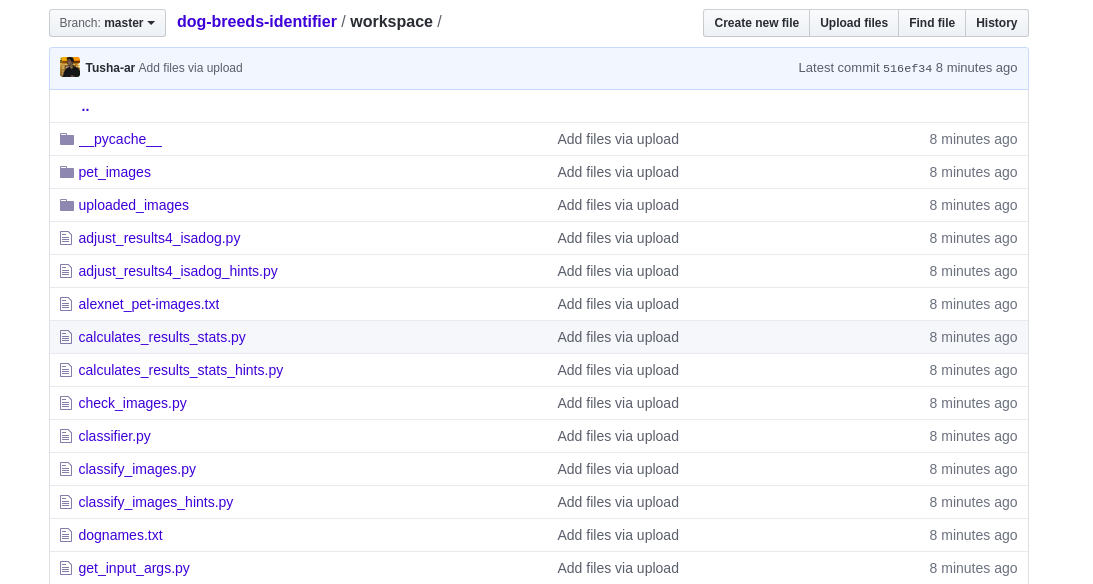 Branch: master dog-breeds-identifier / workspace / Create new file Upload files Find file History
Tusha-ar Add files via upload Latest commit 516ef34 8 minutes ago
..
__pycache__ Add files via upload 8 minutes ago
pet_images Add files via upload 8 minutes ago
uploaded_images Add files via upload 8 minutes ago
adjust_results4_isadog.py Add files via upload 8 minutes ago
adjust_results4_isadog_hints.py Add files via upload 8 minutes ago
alexnet_pet-images.txt Add files via upload 8 minutes ago
calculates_results_stats.py Add files via upload 8 minutes ago
calculates_results_stats_hints.py Add files via upload 8 minutes ago
check_images.py Add files via upload 8 minutes ago
classifier.py Add files via upload 8 minutes ago
classify_images.py Add files via upload 8 minutes ago
classify_images_hints.py Add files via upload 8 minutes ago
dognames.txt Add files via upload 8 minutes ago
get_input_args.py Add files via upload 8 minutes ago